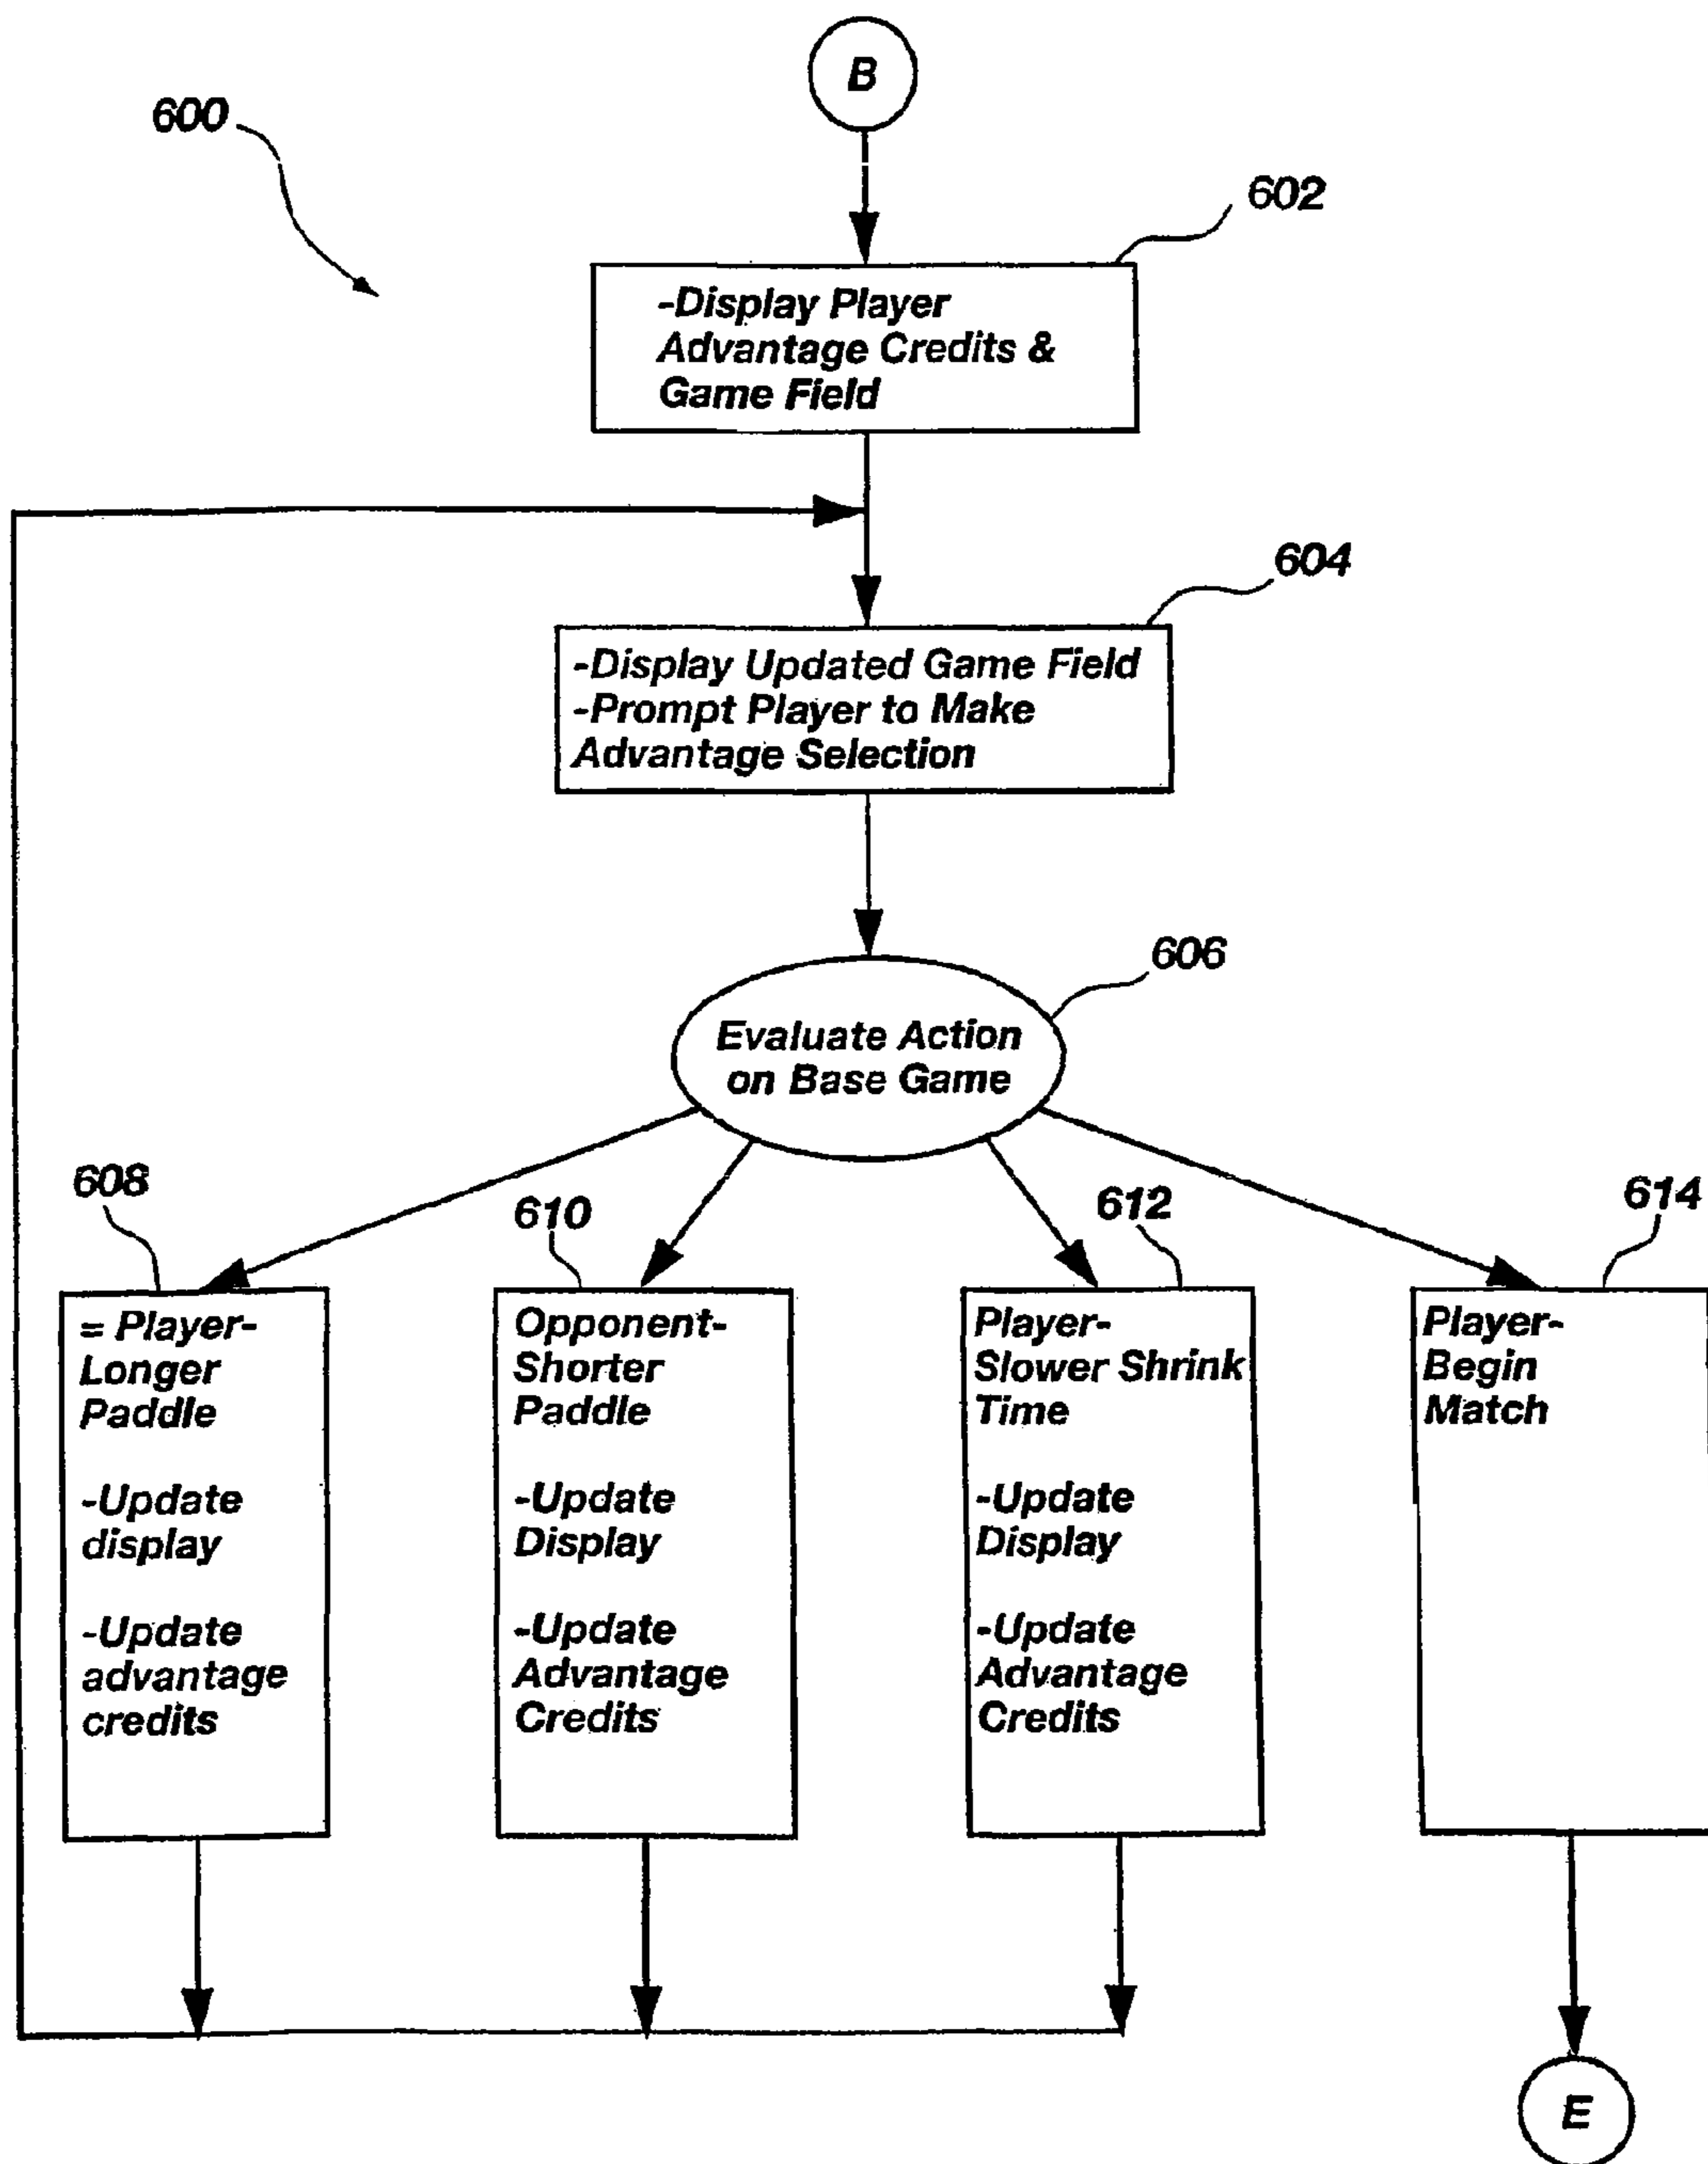 B
600
602
-Display Player
Advantage Credits &
Game Field
604
-Display Updated Game Field
-Prompt Player to Make
Advantage Selection
606
Evaluate Action
on Base Game
608
= Player-
Longer
Paddle
-Update
display
-Update
advantage
credits
610
Opponent-
Shorter
Paddle
-Update
Display
-Update
Advantage
Credits
612
Player-
Slower Shrink
Time
-Update
Display
-Update
Advantage
Credits
614
Player-
Begin
Match
E